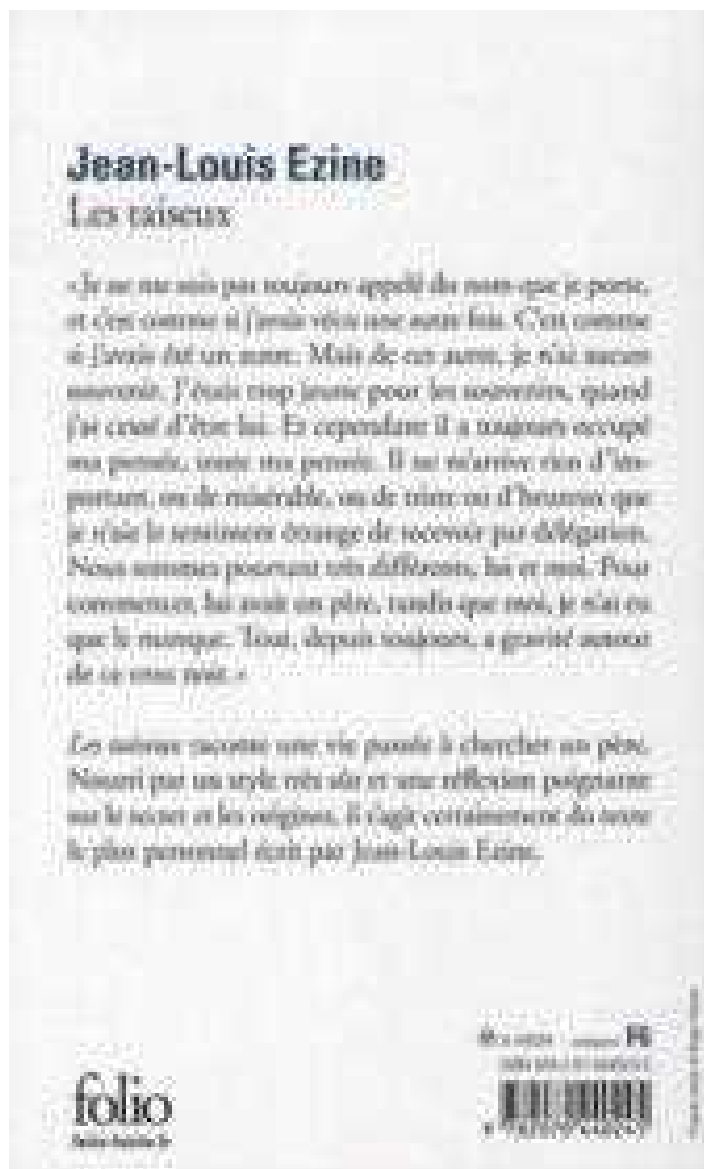 Jean-Louis Ezine
Les taiseux
«Je ne me suis pas toujours appelé du nom que je porte,
et c'est comme si j'avais vécu une autre fois. C'est comme
si j'avais été un autre. Mais de cet autre, je n'ai aucun
souvenir. J'étais trop jeune pour les souvenirs, quand
j'ai cessé d'être lui. Et cependant il a toujours occupé
ma pensée, toute ma pensée. Il ne m'arrive rien d'im-
portant, ou de misérable, ou de triste ou d'heureux que
je n'aie le sentiment étrange de recevoir par délégation.
Nous sommes pourtant très différents, lui et moi. Pour
commencer, lui avait un père, tandis que moi, je n'ai eu
que le manque. Tout, depuis toujours, a gravité autour
de ce trou noir.»
Les taiseux raconte une vie passée à chercher un père.
Nourri par un style très sûr et une réflexion poignante
sur le secret et les origines, il s'agit certainement du texte
le plus personnel écrit par Jean-Louis Ezine.
F6
folio